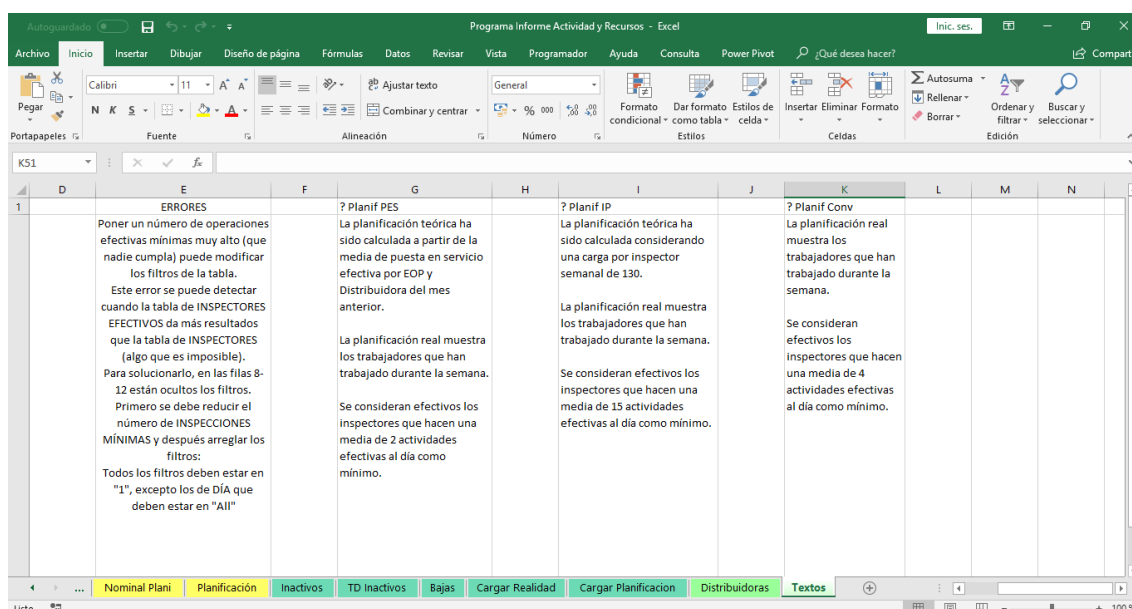 Autoguardado
Programa Informe Actividad y Recursos - Excel
Inic. ses.
Archivo Inicio Insertar Dibujar Diseño de página Fórmulas Datos Revisar Vista Programador Ayuda Consulta Power Pivot ¿Qué desea hacer? Compart
Pegar
Calibri 11
N K S
Ajustar texto
Combinar y centrar
General
% 000
Formato condicional
Dar formato como tabla
Estilos de celda
Insertar Eliminar Formato
Autosuma
Rellenar
Borrar
Ordenar y filtrar
Buscar y seleccionar
Portapapeles Fuente Alineación Número Estilos Celdas Edición
K51 fx
D E F G H I J K L M N
1
ERRORES
Poner un número de operaciones
efectivas mínimas muy alto (que
nadie cumpla) puede modificar
los filtros de la tabla.
Este error se puede detectar
cuando la tabla de INSPECTORES
EFECTIVOS da más resultados
que la tabla de INSPECTORES
(algo que es imposible).
Para solucionarlo, en las filas 8-
12 están ocultos los filtros.
Primero se debe reducir el
número de INSPECCIONES
MÍNIMAS y después arreglar los
filtros:
Todos los filtros deben estar en
"1", excepto los de DÍA que
deben estar en "All"
? Planif PES
La planificación teórica ha
sido calculada a partir de la
media de puesta en servicio
efectiva por EOP y
Distribuidora del mes
anterior.
La planificación real muestra
los trabajadores que han
trabajado durante la semana.
Se consideran efectivos los
inspectores que hacen una
media de 2 actividades
efectivas al día como
mínimo.
? Planif IP
La planificación teórica ha
sido calculada considerando
una carga por inspector
semanal de 130.
La planificación real muestra
los trabajadores que han
trabajado durante la semana.
Se consideran efectivos los
inspectores que hacen una
media de 15 actividades
efectivas al día como mínimo.
? Planif Conv
La planificación real
muestra los
trabajadores que han
trabajado durante la
semana.
Se consideran
efectivos los
inspectores que hacen
una media de 4
actividades efectivas
al día como mínimo.
... Nominal Plani Planificación Inactivos TD Inactivos Bajas Cargar Realidad Cargar Planificacion Distribuidoras Textos
Listo
100 %